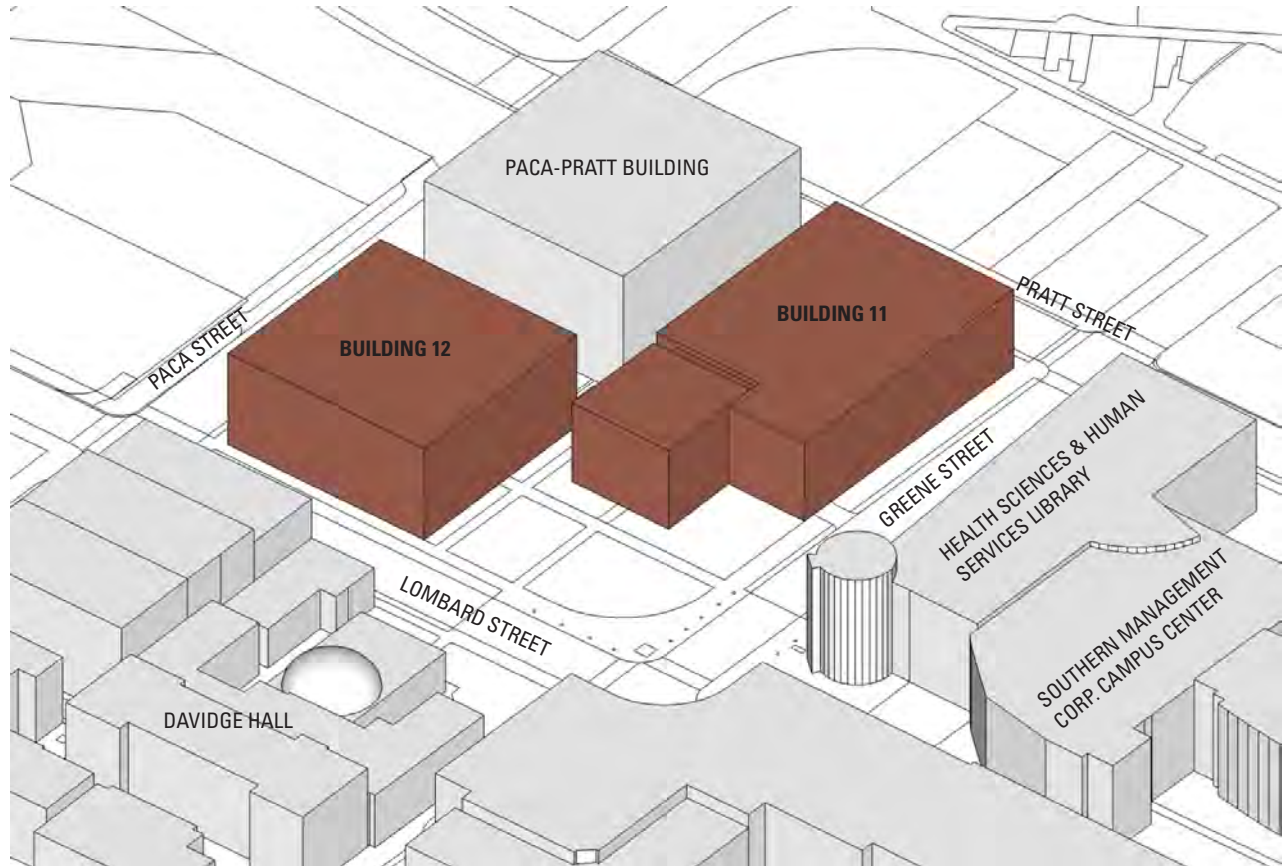 PACA-PRATT BUILDING
BUILDING 11
PRATT STREET
PACA STREET
BUILDING 12
GREENE STREET
HEALTH SCIENCES & HUMAN
SERVICES LIBRARY
LOMBARD STREET
SOUTHERN MANAGEMENT
CORP. CAMPUS CENTER
DAVIDGE HALL